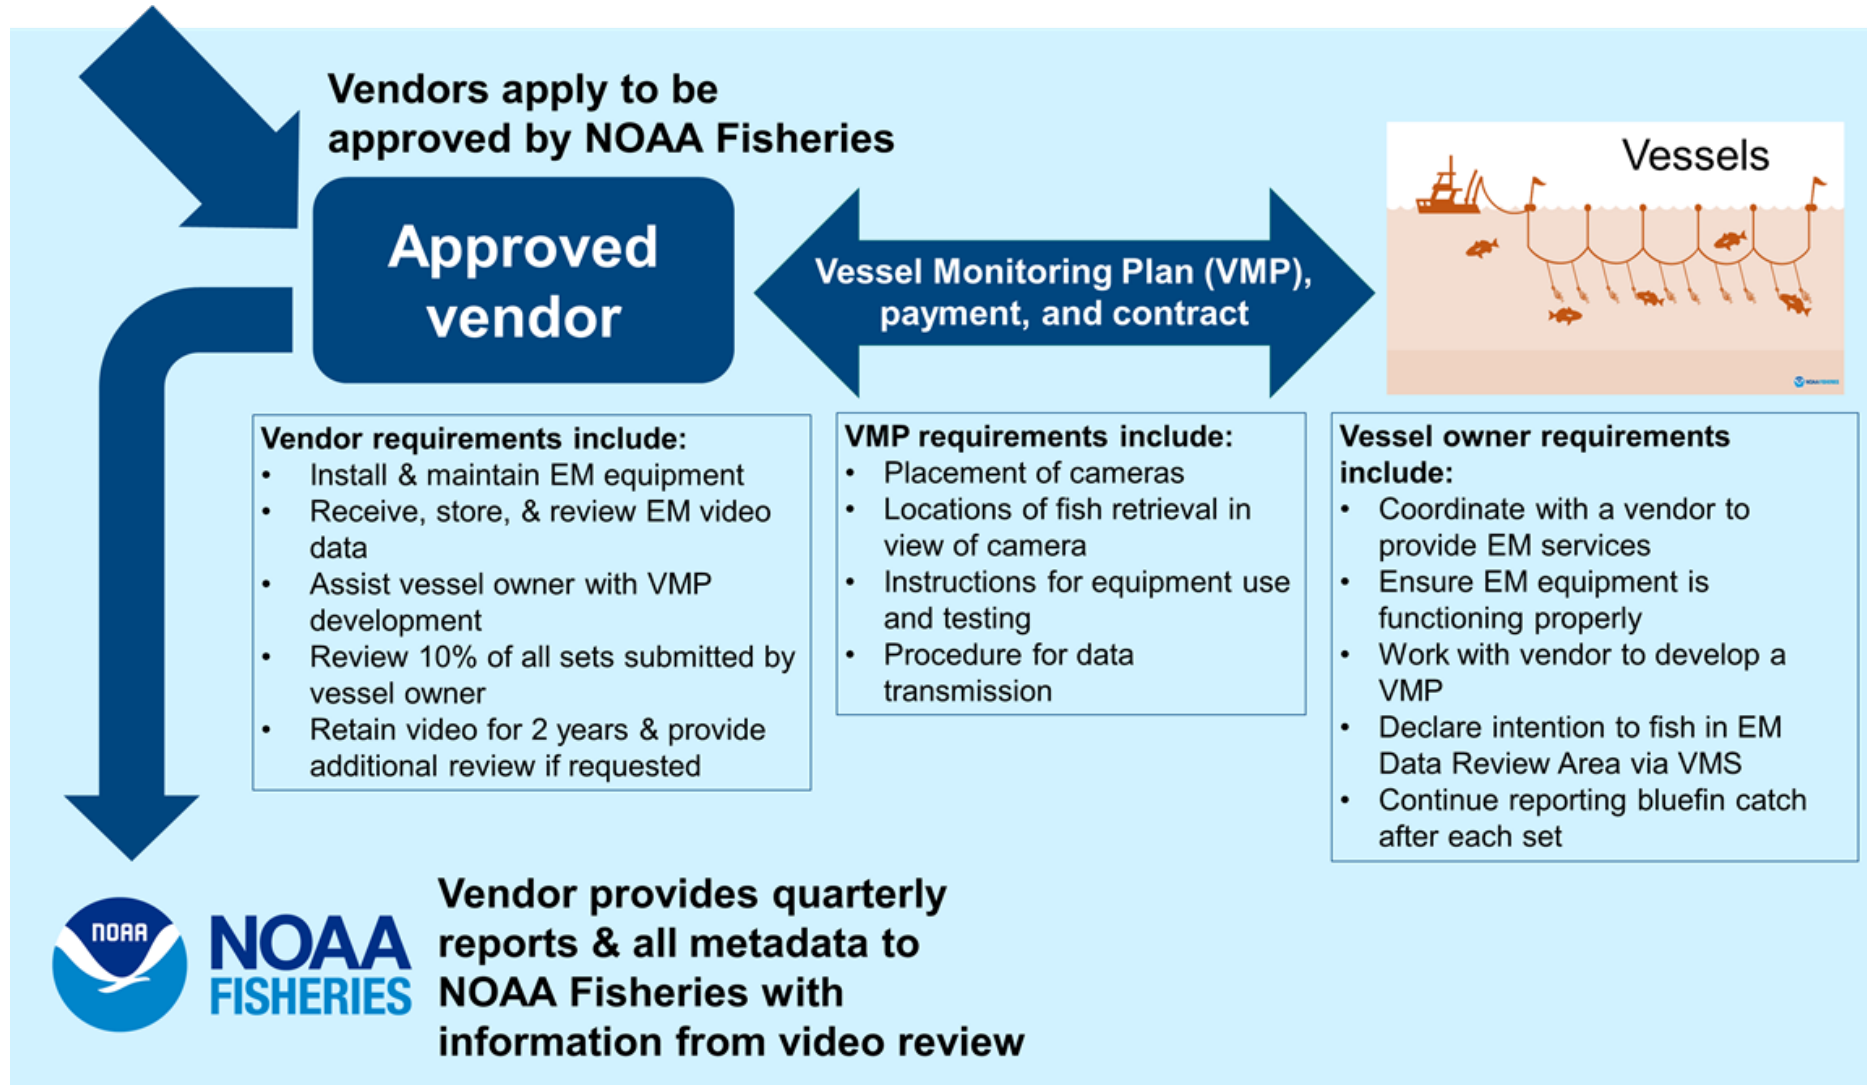 Vendors apply to be
approved by NOAA Fisheries
Approved
vendor
Vessel Monitoring Plan (VMP),
payment, and contract
Vessels
NOAA FISHERIES
Vendor requirements include:
• Install & maintain EM equipment
• Receive, store, & review EM video
data
• Assist vessel owner with VMP
development
• Review 10% of all sets submitted by
vessel owner
• Retain video for 2 years & provide
additional review if requested
VMP requirements include:
• Placement of cameras
• Locations of fish retrieval in
view of camera
• Instructions for equipment use
and testing
• Procedure for data
transmission
Vessel owner requirements
include:
• Coordinate with a vendor to
provide EM services
• Ensure EM equipment is
functioning properly
• Work with vendor to develop a
VMP
• Declare intention to fish in EM
Data Review Area via VMS
• Continue reporting bluefin catch
after each set
NOAA
NOAA
FISHERIES
Vendor provides quarterly
reports & all metadata to
NOAA Fisheries with
information from video review